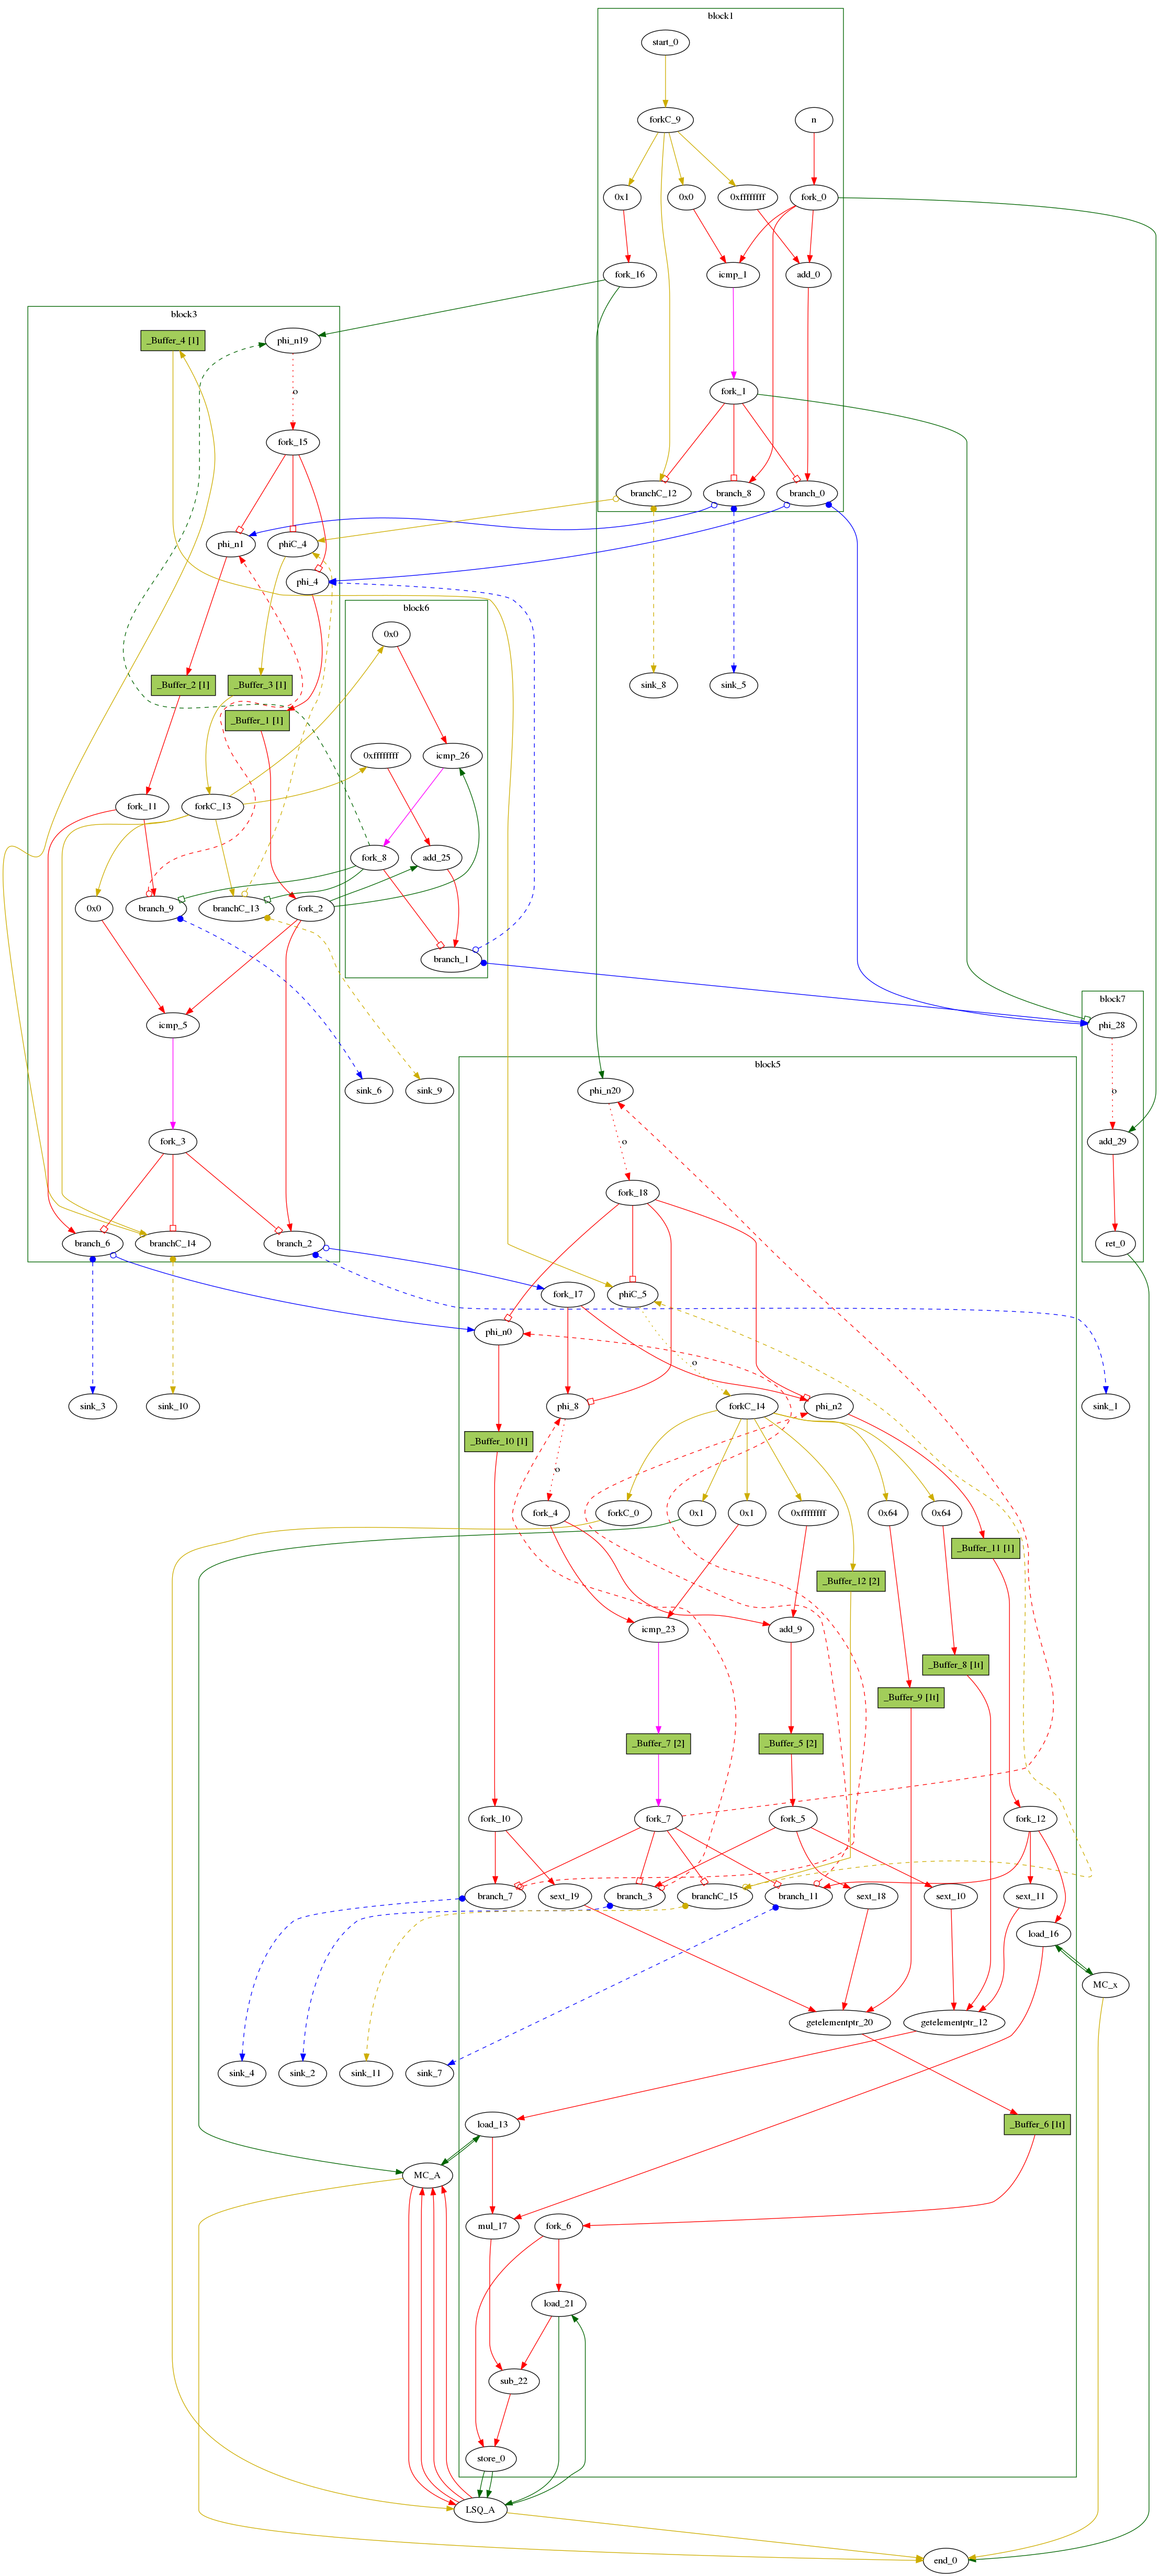 block1
start_0
forkC_9
n
0x1
0x0
0xffffffff
fork_0
fork_16
icmp_1
add_0
block3
_Buffer_4 [1]
phi_n19
o
fork_1
fork_15
branchC_12
branch_8
branch_0
phi_n1
phiC_4
phi_4
block6
0x0
_Buffer_2 [1]
_Buffer_3 [1]
sink_8
sink_5
_Buffer_1 [1]
0xffffffff
icmp_26
fork_11
forkC_13
fork_8
add_25
0x0
branch_9
branchC_13
fork_2
branch_1
block7
icmp_5
phi_28
block5
sink_6
sink_9
phi_n20
o
fork_3
o
add_29
fork_18
branch_6
branchC_14
branch_2
ret_0
fork_17
phiC_5
phi_n0
o
sink_3
sink_10
phi_8
forkC_14
phi_n2
sink_1
_Buffer_10 [1]
o
fork_4
forkC_0
0x1
0x1
0xffffffff
0x64
0x64
_Buffer_11 [1]
_Buffer_12 [2]
icmp_23
add_9
_Buffer_8 [1t]
_Buffer_9 [1t]
_Buffer_7 [2]
_Buffer_5 [2]
fork_10
fork_7
fork_5
fork_12
branch_7
sext_19
branch_3
branchC_15
branch_11
sext_18
sext_10
sext_11
load_16
MC_x
getelementptr_20
getelementptr_12
sink_4
sink_2
sink_11
sink_7
load_13
_Buffer_6 [1t]
MC_A
mul_17
fork_6
load_21
sub_22
store_0
LSQ_A
end_0